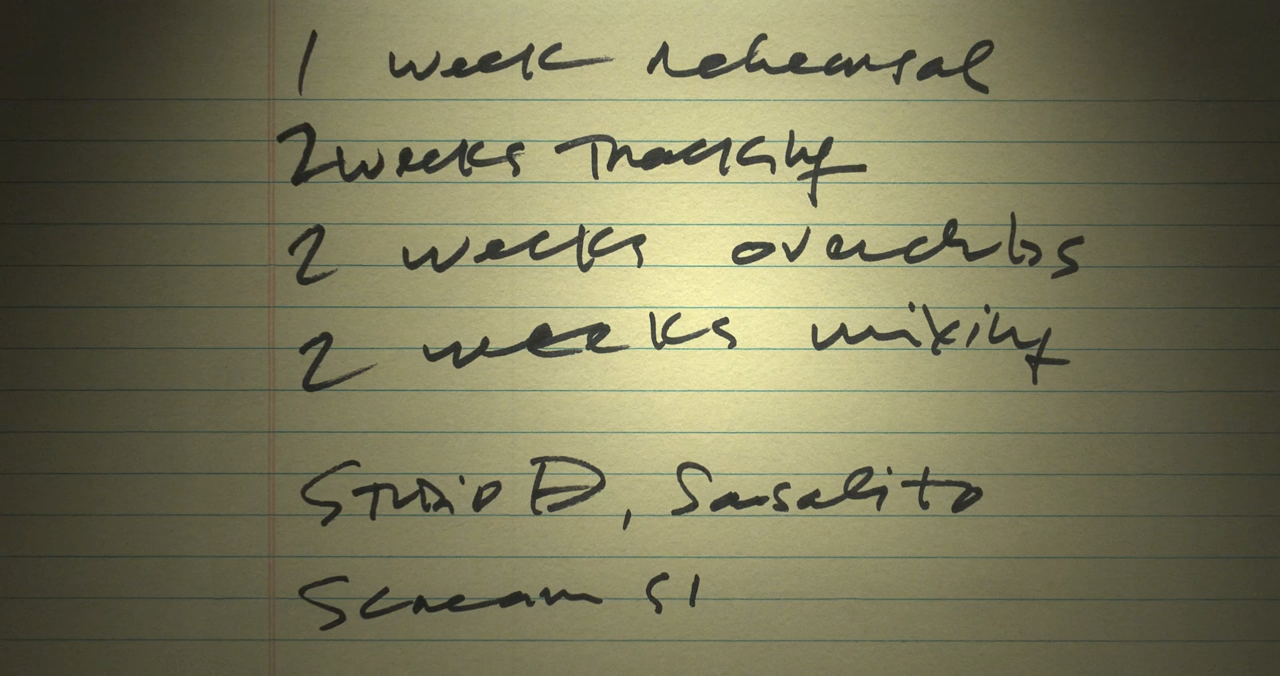 1 week rehearsal
2 weeks Tracking
2 weeks overdubs
2 weeks mixing
STUDIO D, Sausalito
Scream